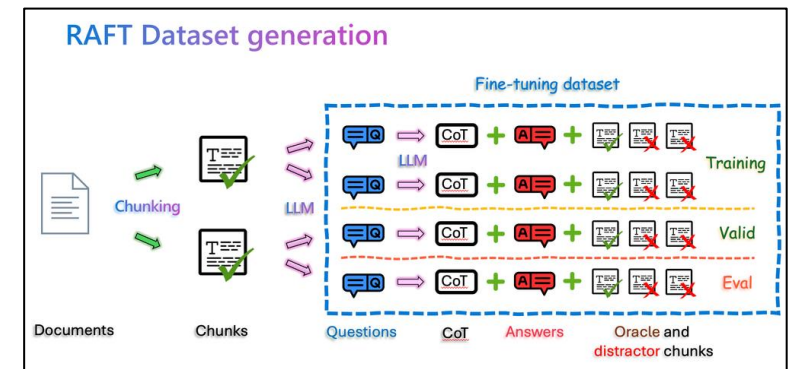 RAFT Dataset generation
Fine-tuning dataset
Q CoT + A + T
LLM
Training
Q CoT + A + T
Chunking
LLM
T
Q CoT + A + T
Valid
T
Q CoT + A + T
Eval
Documents
Chunks
Questions
CoT
Answers
Oracle and
distractor chunks